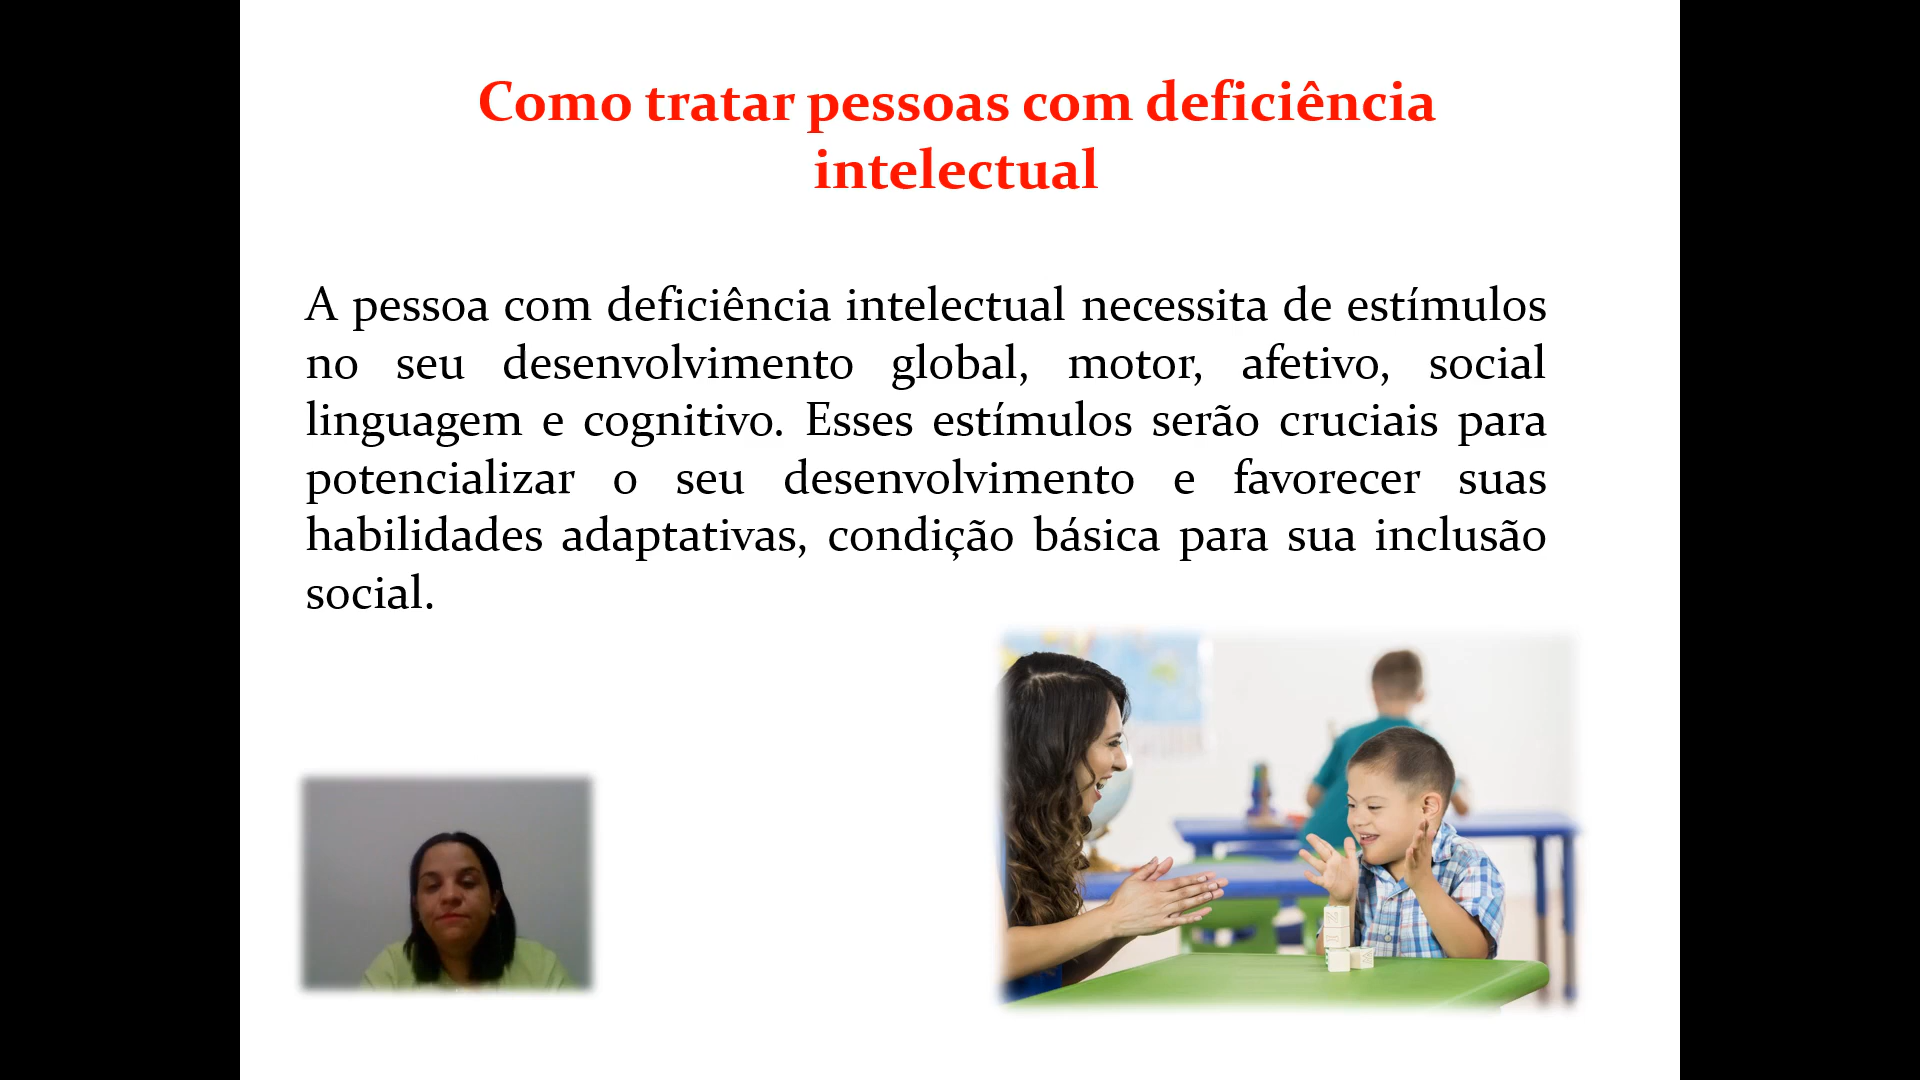 Como tratar pessoas com deficiência
intelectual
A pessoa com deficiência intelectual necessita de estímulos
no seu desenvolvimento global, motor, afetivo, social
linguagem e cognitivo. Esses estímulos serão cruciais para
potencializar o seu desenvolvimento e favorecer suas
habilidades adaptativas, condição básica para sua inclusão
social.